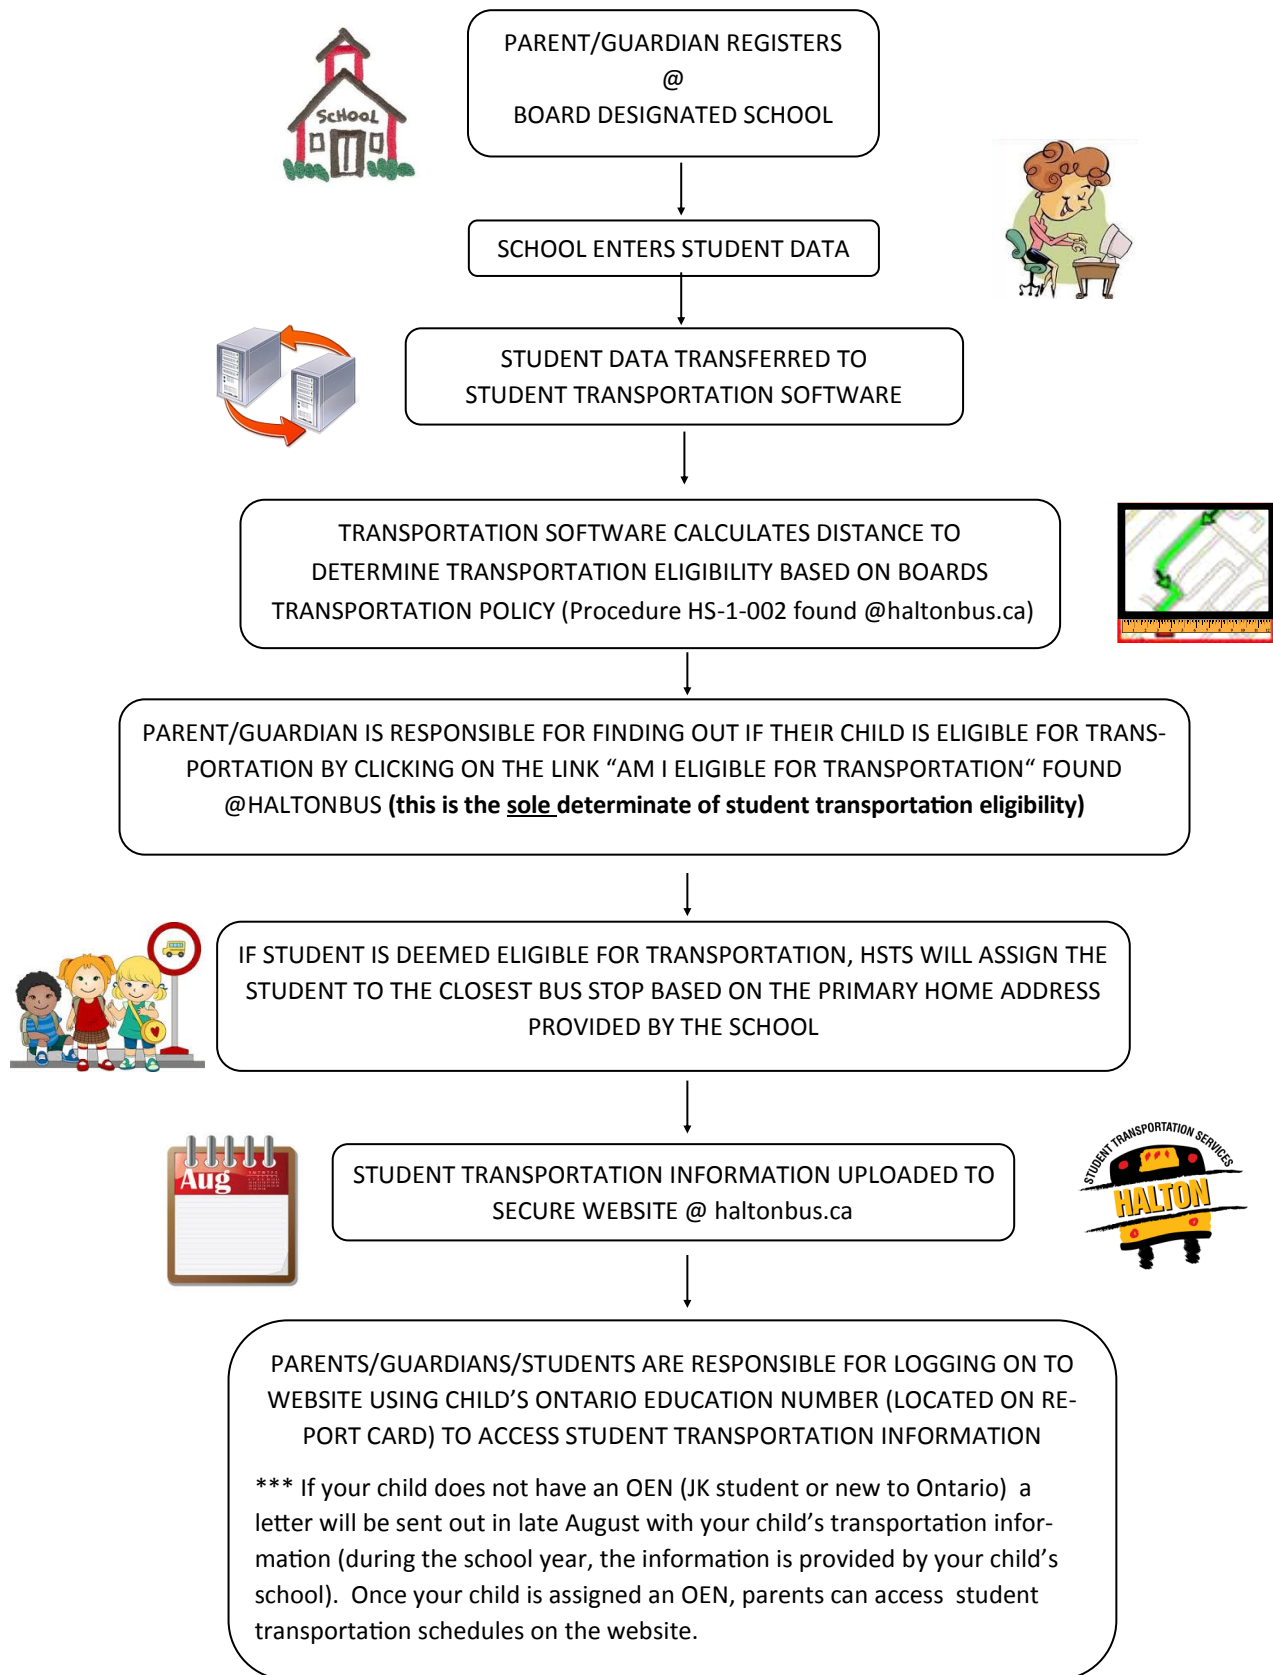 PARENT/GUARDIAN REGISTERS
@
BOARD DESIGNATED SCHOOL
SCHOOL
SCHOOL ENTERS STUDENT DATA
STUDENT DATA TRANSFERRED TO
STUDENT TRANSPORTATION SOFTWARE
TRANSPORTATION SOFTWARE CALCULATES DISTANCE TO
DETERMINE TRANSPORTATION ELIGIBILITY BASED ON BOARDS
TRANSPORTATION POLICY (Procedure HS-1-002 found @haltonbus.ca)
PARENT/GUARDIAN IS RESPONSIBLE FOR FINDING OUT IF THEIR CHILD IS ELIGIBLE FOR TRANS-
PORTATION BY CLICKING ON THE LINK “AM I ELIGIBLE FOR TRANSPORTATION“ FOUND
@HALTONBUS (this is the sole determinate of student transportation eligibility)
IF STUDENT IS DEEMED ELIGIBLE FOR TRANSPORTATION, HSTS WILL ASSIGN THE
STUDENT TO THE CLOSEST BUS STOP BASED ON THE PRIMARY HOME ADDRESS
PROVIDED BY THE SCHOOL
Aug
STUDENT TRANSPORTATION INFORMATION UPLOADED TO
SECURE WEBSITE @ haltonbus.ca
STUDENT TRANSPORTATION SERVICES
HALTON
PARENTS/GUARDIANS/STUDENTS ARE RESPONSIBLE FOR LOGGING ON TO
WEBSITE USING CHILD’S ONTARIO EDUCATION NUMBER (LOCATED ON RE-
PORT CARD) TO ACCESS STUDENT TRANSPORTATION INFORMATION
*** If your child does not have an OEN (JK student or new to Ontario)  a
letter will be sent out in late August with your child’s transportation infor-
mation (during the school year, the information is provided by your child’s
school).  Once your child is assigned an OEN, parents can access  student
transportation schedules on the website.